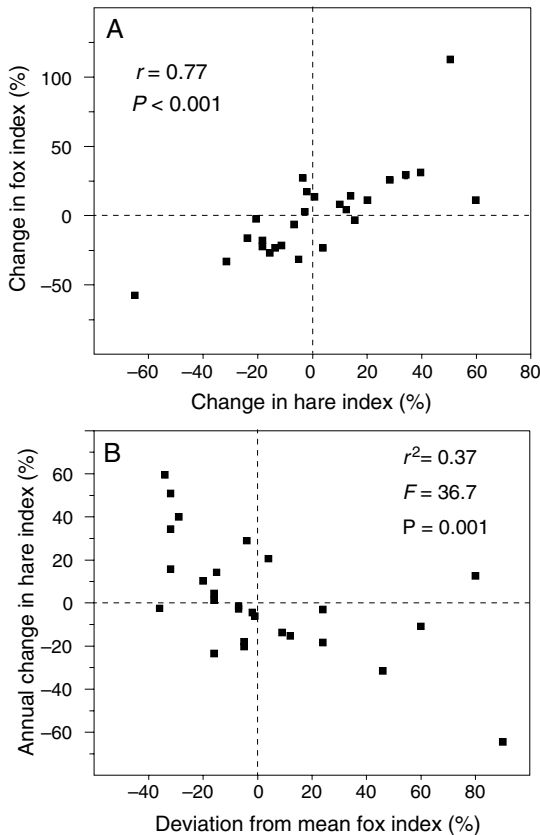 A
r = 0.77
P < 0.001
100
50
0
−50
Change in fox index (%)
−60 −40 −20 0 20 40 60 80
Change in hare index (%)
B
r²= 0.37
F = 36.7
P = 0.001
60
40
20
0
−20
−40
−60
Annual change in hare index (%)
−40 −20 0 20 40 60 80
Deviation from mean fox index (%)